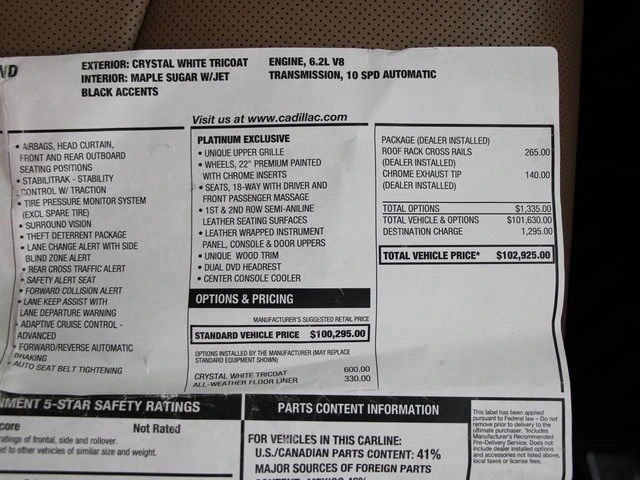 ND
EXTERIOR: CRYSTAL WHITE TRICOAT
INTERIOR: MAPLE SUGAR W/JET
BLACK ACCENTS
ENGINE, 6.2L V8
TRANSMISSION, 10 SPD AUTOMATIC
Visit us at www.cadillac.com
• AIRBAGS, HEAD CURTAIN,
FRONT AND REAR OUTBOARD
SEATING POSITIONS
• STABILITRAK - STABILITY
CONTROL W/ TRACTION
• TIRE PRESSURE MONITOR SYSTEM
(EXCL SPARE TIRE)
• SURROUND VISION
• THEFT DETERRENT PACKAGE
• LANE CHANGE ALERT WITH SIDE
BLIND ZONE ALERT
• REAR CROSS TRAFFIC ALERT
• SAFETY ALERT SEAT
• FORWARD COLLISION ALERT
• LANE KEEP ASSIST WITH
LANE DEPARTURE WARNING
- ADAPTIVE CRUISE CONTROL -
ADVANCED
• FORWARD/REVERSE AUTOMATIC
BRAKING
• AUTO SEAT BELT TIGHTENING
PLATINUM EXCLUSIVE
• UNIQUE UPPER GRILLE
• WHEELS, 22" PREMIUM PAINTED
WITH CHROME INSERTS
• SEATS, 18-WAY WITH DRIVER AND
FRONT PASSENGER MASSAGE
• 1ST & 2ND ROW SEMI-ANILINE
LEATHER SEATING SURFACES
• LEATHER WRAPPED INSTRUMENT
PANEL, CONSOLE & DOOR UPPERS
• UNIQUE WOOD TRIM
• DUAL DVD HEADREST
• CENTER CONSOLE COOLER
OPTIONS & PRICING
MANUFACTURER'S SUGGESTED RETAIL PRICE
STANDARD VEHICLE PRICE $100,295.00
OPTIONS INSTALLED BY THE MANUFACTURER (MAY REPLACE
STANDARD EQUIPMENT SHOWN)
CRYSTAL WHITE TRICOAT 600.00
ALL-WEATHER FLOOR LINER 330.00
PACKAGE (DEALER INSTALLED)
ROOF RACK CROSS RAILS 265.00
(DEALER INSTALLED)
CHROME EXHAUST TIP 140.00
(DEALER INSTALLED)
TOTAL OPTIONS $1,335.00
TOTAL VEHICLE & OPTIONS $101,630.00
DESTINATION CHARGE 1,295.00
TOTAL VEHICLE PRICE* $102,925.00
NMENT 5-STAR SAFETY RATINGS
core Not Rated
ratings of frontal, side and rollover.
ed to other vehicles of similar size and weight.
PARTS CONTENT INFORMATION
FOR VEHICLES IN THIS CARLINE:
U.S./CANADIAN PARTS CONTENT: 41%
MAJOR SOURCES OF FOREIGN PARTS
CONTENT: MEXICO
This label has been applied
pursuant to Federal law – Do not
remove prior to delivery to the
ultimate purchaser. *Includes
Manufacturer's Recommended
Pre-Delivery Service. Does not
include dealer installed options
and accessories not listed above,
local taxes or license fees.